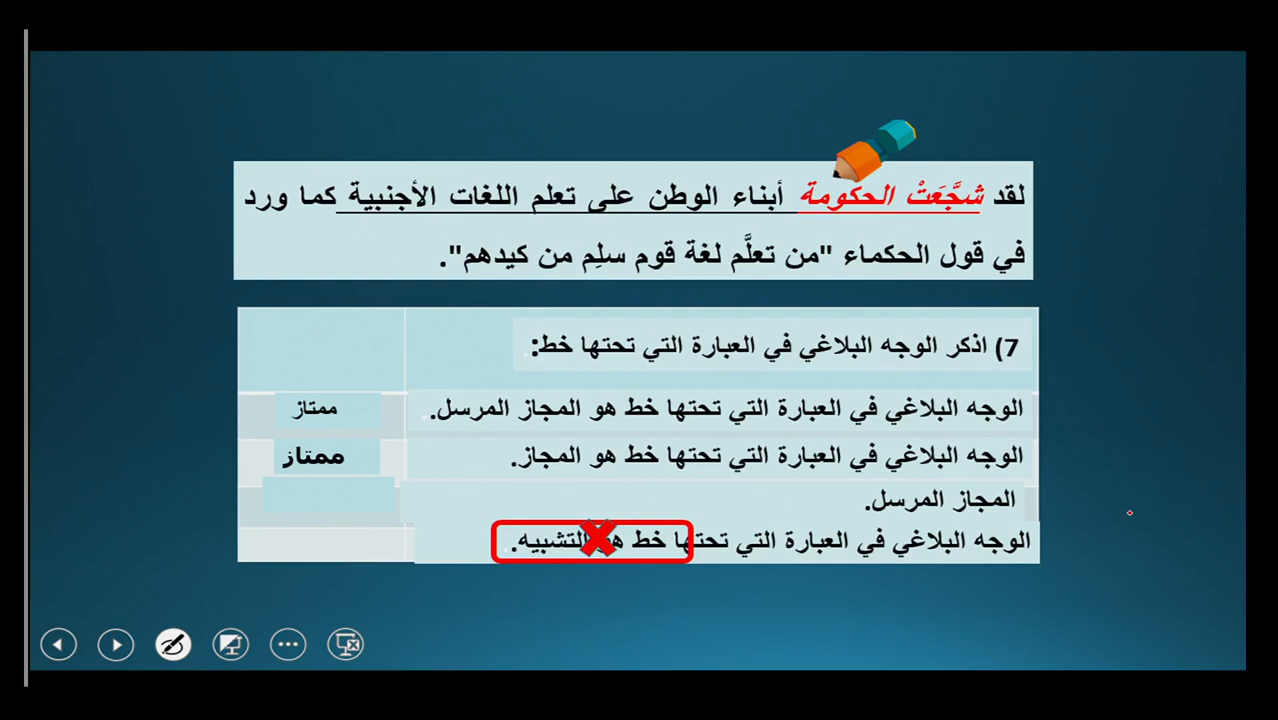 لقد شجَّعَتْ الحكومة أبناء الوطن على تعلم اللغات الأجنبية كما ورد
في قول الحكماء "من تعلَّم لغة قوم سلِم من كيدهم".
7) اذكر الوجه البلاغي في العبارة التي تحتها خط:
الوجه البلاغي في العبارة التي تحتها خط هو المجاز المرسل.
ممتاز
الوجه البلاغي في العبارة التي تحتها خط هو المجاز.
ممتاز
المجاز المرسل.
الوجه البلاغي في العبارة التي تحتها خط هو التشبيه.